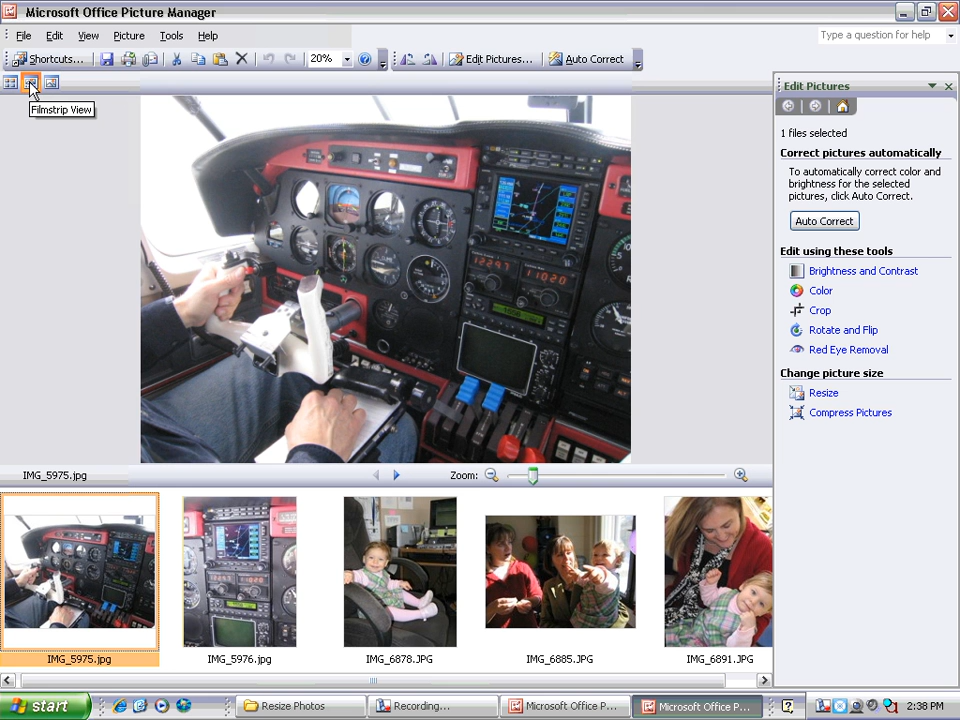 Microsoft Office Picture Manager
File Edit View Picture Tools Help
Type a question for help
Shortcuts... 20% Edit Pictures... Auto Correct
Filmstrip View
Edit Pictures
1 files selected
Correct pictures automatically
To automatically correct color and
brightness for the selected
pictures, click Auto Correct.
Auto Correct
Edit using these tools
Brightness and Contrast
Color
Crop
Rotate and Flip
Red Eye Removal
Change picture size
Resize
Compress Pictures
12297 11020
IMG_5975.jpg
Zoom:
IMG_5975.jpg
IMG_5976.jpg
IMG_6878.JPG
IMG_6885.JPG
IMG_6891.JPG
start
Resize Photos
Recording...
Microsoft Office P...
Microsoft Office P...
2:38 PM